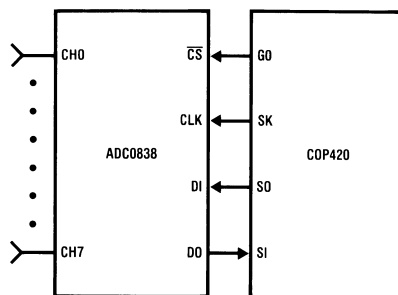 CH0 CS G0
CLK SK
ADC0838 COP420
DI SO
CH7 DO SI